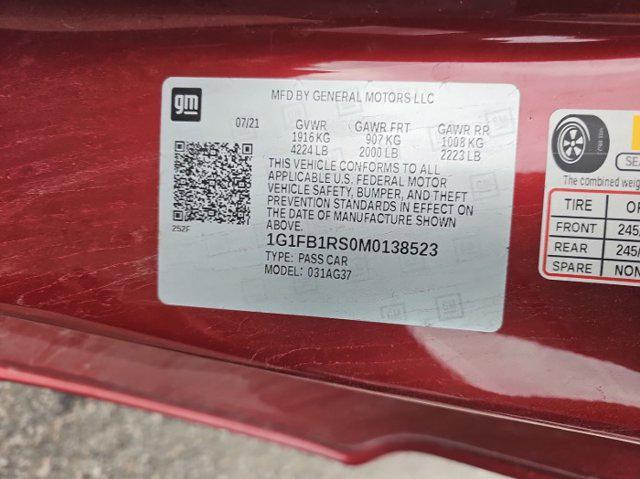 gm
MFD BY GENERAL MOTORS LLC
07/21
GVWR GAWR FRT GAWR RR
1916 KG 907 KG 1008 KG
4224 LB 2000 LB 2223 LB
THIS VEHICLE CONFORMS TO ALL
APPLICABLE U.S. FEDERAL MOTOR
VEHICLE SAFETY, BUMPER, AND THEFT
PREVENTION STANDARDS IN EFFECT ON
THE DATE OF MANUFACTURE SHOWN
ABOVE.
252F
1G1FB1RS0M0138523
TYPE: PASS CAR
MODEL: 031AG37
The combined weig
TIRE
FRONT 245/
REAR 245/
SPARE NON